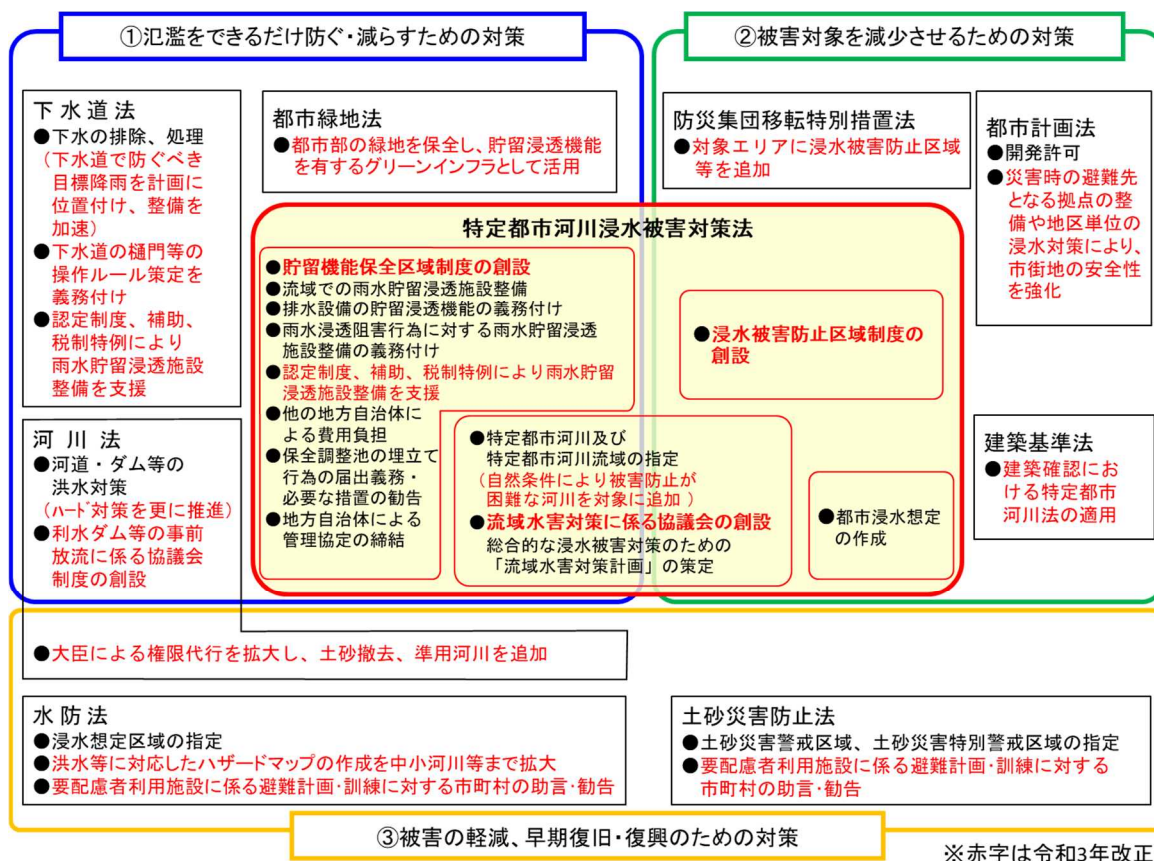 ①氾濫をできるだけ防ぐ・減らすための対策
②被害対象を減少させるための対策
下水道法
●下水の排除、処理
(下水道で防ぐべき
目標降雨を計画に
位置付け、整備を
加速)
●下水道の樋門等の
操作ルール策定を
義務付け
●認定制度、補助、
税制特例により
雨水貯留浸透施設
整備を支援
都市緑地法
●都市部の緑地を保全し、貯留浸透機能
を有するグリーンインフラとして活用
防災集団移転特別措置法
●対象エリアに浸水被害防止区域
等を追加
都市計画法
●開発許可
●災害時の避難先
となる拠点の整
備や地区単位の
浸水対策により、
市街地の安全性
を強化
特定都市河川浸水被害対策法
●貯留機能保全区域制度の創設
●流域での雨水貯留浸透施設整備
●排水設備の貯留浸透機能の義務付け
●雨水浸透阻害行為に対する雨水貯留浸透
施設整備の義務付け
●認定制度、補助、税制特例により雨水貯留
浸透施設整備を支援
●他の地方自治体に
よる費用負担
●保全調整池の埋立て
行為の届出義務・
必要な措置の勧告
●地方自治体による
管理協定の締結
●浸水被害防止区域制度の
創設
●特定都市河川及び
特定都市河川流域の指定
(自然条件により被害防止が
困難な河川を対象に追加)
●流域水害対策に係る協議会の創設
総合的な浸水被害対策のための
「流域水害対策計画」の策定
●都市浸水想定
の作成
河川法
●河道・ダム等の
洪水対策
(ハード対策を更に推進)
●利水ダム等の事前
放流に係る協議会
制度の創設
建築基準法
●建築確認にお
ける特定都市
河川法の適用
●大臣による権限代行を拡大し、土砂撤去、準用河川を追加
水防法
●浸水想定区域の指定
●洪水等に対応したハザードマップの作成を中小河川等まで拡大
●要配慮者利用施設に係る避難計画・訓練に対する市町村の助言・勧告
土砂災害防止法
●土砂災害警戒区域、土砂災害特別警戒区域の指定
●要配慮者利用施設に係る避難計画・訓練に対する
市町村の助言・勧告
③被害の軽減、早期復旧・復興のための対策
※赤字は令和3年改正